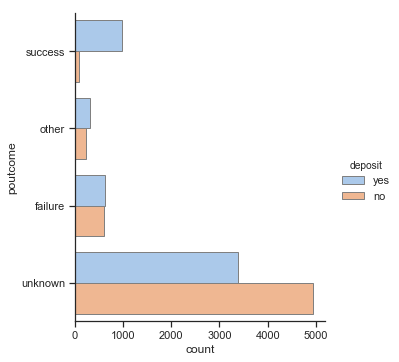 success
other
failure
unknown
poutcome
0 1000 2000 3000 4000 5000
count
deposit
yes
no